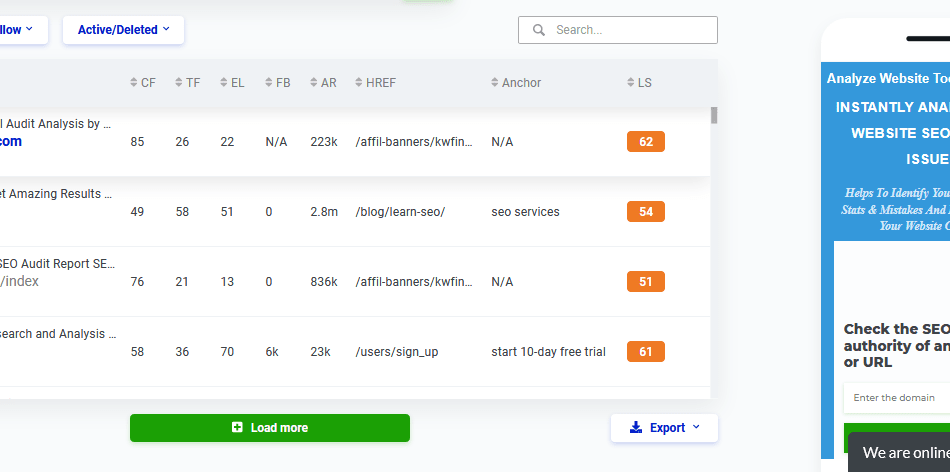 llow
Active/Deleted
Search...
CF TF EL FB AR HREF Anchor LS
l Audit Analysis by ...
com 85 26 22 N/A 223k /affil-banners/kwfin... N/A 62
et Amazing Results ...
49 58 51 0 2.8m /blog/learn-seo/ seo services 54
SEO Audit Report SE...
/index 76 21 13 0 836k /affil-banners/kwfin... N/A 51
search and Analysis ...
58 36 70 6k 23k /users/sign_up start 10-day free trial 61
Load more
Export
Analyze Website Too
INSTANTLY ANA
WEBSITE SEO
ISSUE
Helps To Identify You
Stats & Mistakes And
Your Website
Check the SEO
authority of an
or URL
Enter the domain
We are online